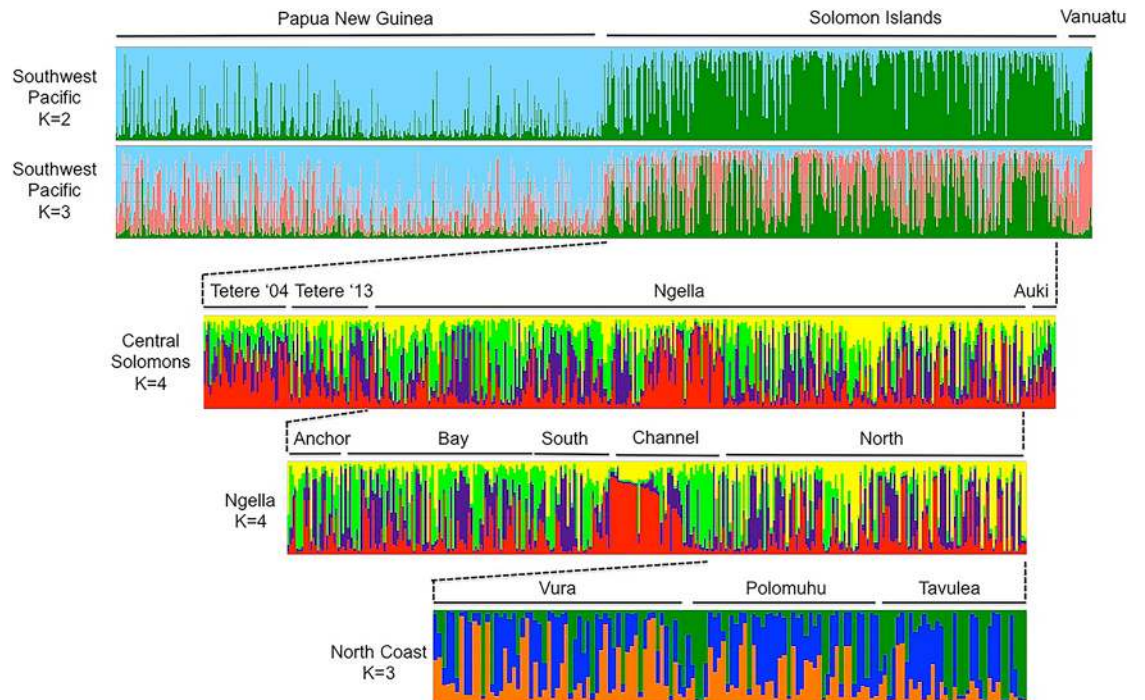 Papua New Guinea Solomon Islands Vanuatu
Southwest
Pacific
K=2
Southwest
Pacific
K=3
Tetere ‘04 Tetere ‘13 Ngella Auki
Central
Solomons
K=4
Anchor Bay South Channel North
Ngella
K=4
Vura Polomuhu Tavulea
North Coast
K=3